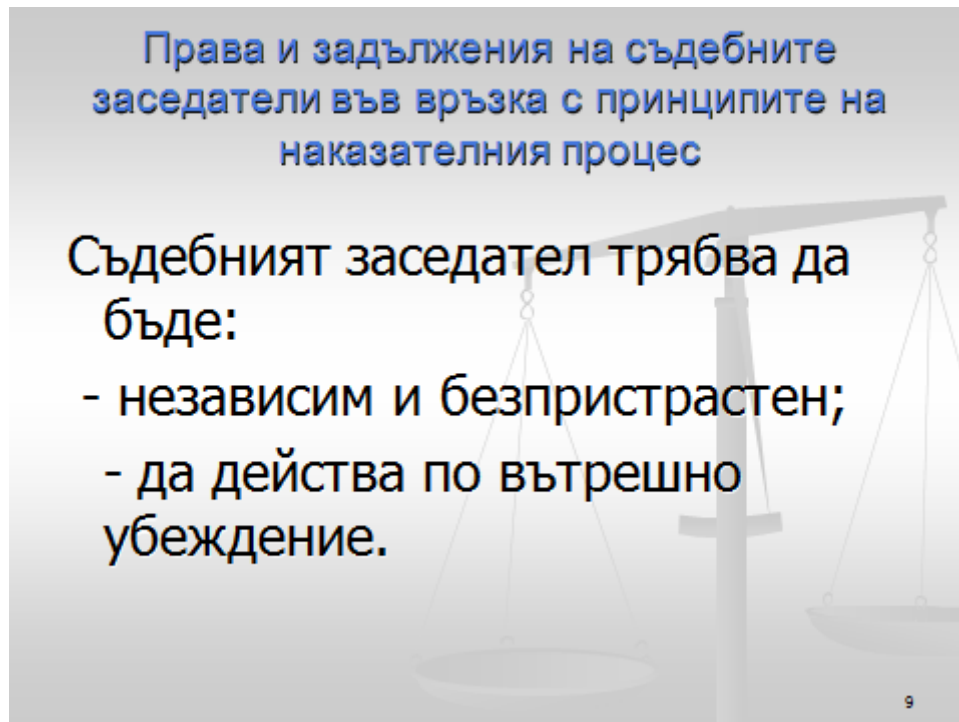 Права и задължения на съдебните
заседатели във връзка с принципите на
наказателния процес
Съдебният заседател трябва да
бъде:
- независим и безпристрастен;
- да действа по вътрешно
убеждение.
9